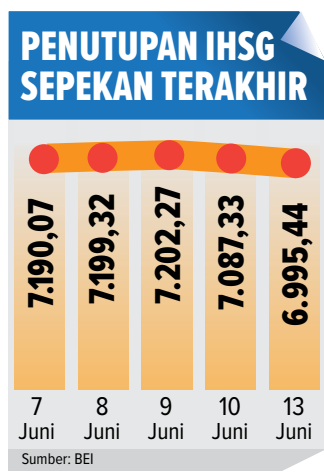 PENUTUPAN IHSG
SEPEKAN TERAKHIR
7.190,07
7.199,32
7.202,27
7.087,33
6.995,44
7 8 9 10 13
Juni Juni Juni Juni Juni
Sumber: BEI